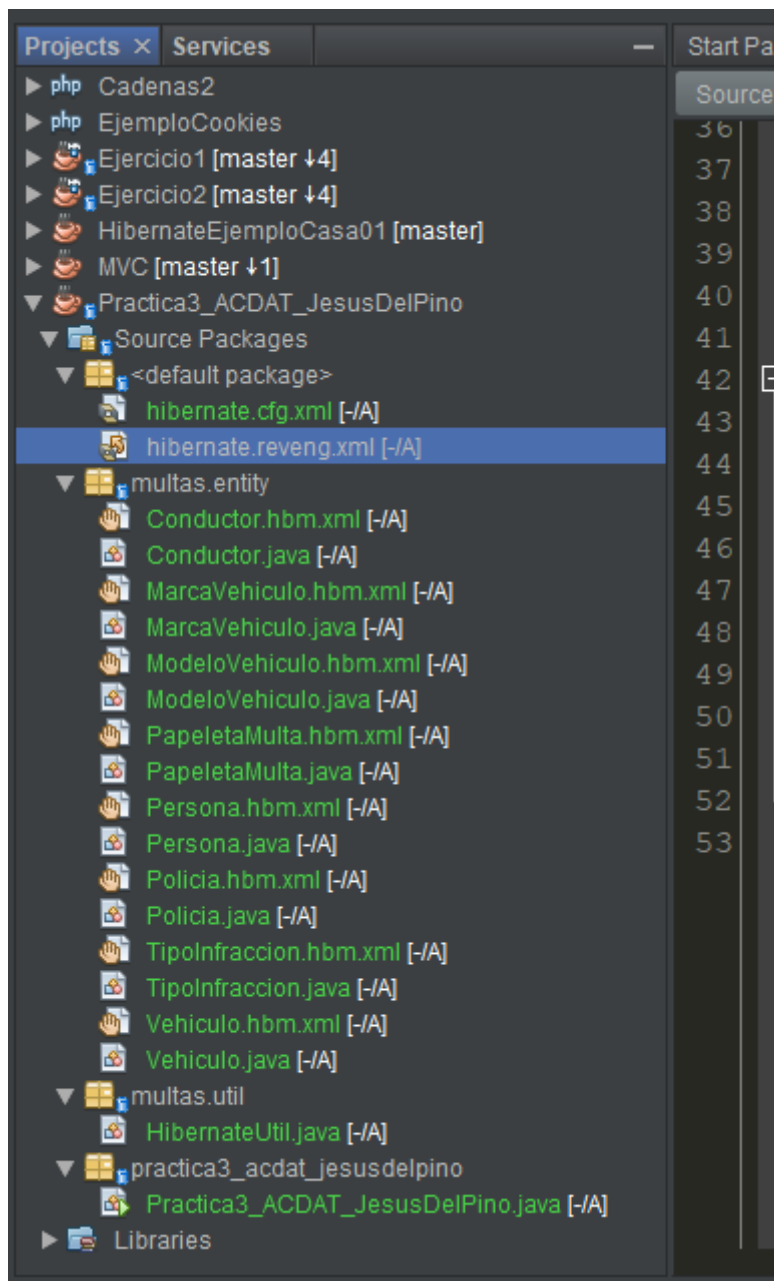 Projects × Services
Start Pa
Source
php Cadenas2
php EjemploCookies
Ejercicio1 [master ↓4]
Ejercicio2 [master ↓4]
HibernateEjemploCasa01 [master]
MVC [master ↓1]
Practica3_ACDAT_JesusDelPino
Source Packages
<default package>
hibernate.cfg.xml [-/A]
hibernate.reveng.xml [-/A]
multas.entity
Conductor.hbm.xml [-/A]
Conductor.java [-/A]
MarcaVehiculo.hbm.xml [-/A]
MarcaVehiculo.java [-/A]
ModeloVehiculo.hbm.xml [-/A]
ModeloVehiculo.java [-/A]
PapeletaMulta.hbm.xml [-/A]
PapeletaMulta.java [-/A]
Persona.hbm.xml [-/A]
Persona.java [-/A]
Policia.hbm.xml [-/A]
Policia.java [-/A]
TipoInfraccion.hbm.xml [-/A]
TipoInfraccion.java [-/A]
Vehiculo.hbm.xml [-/A]
Vehiculo.java [-/A]
multas.util
HibernateUtil.java [-/A]
practica3_acdat_jesusdelpino
Practica3_ACDAT_JesusDelPino.java [-/A]
Libraries
36
37
38
39
40
41
42
43
44
45
46
47
48
49
50
51
52
53